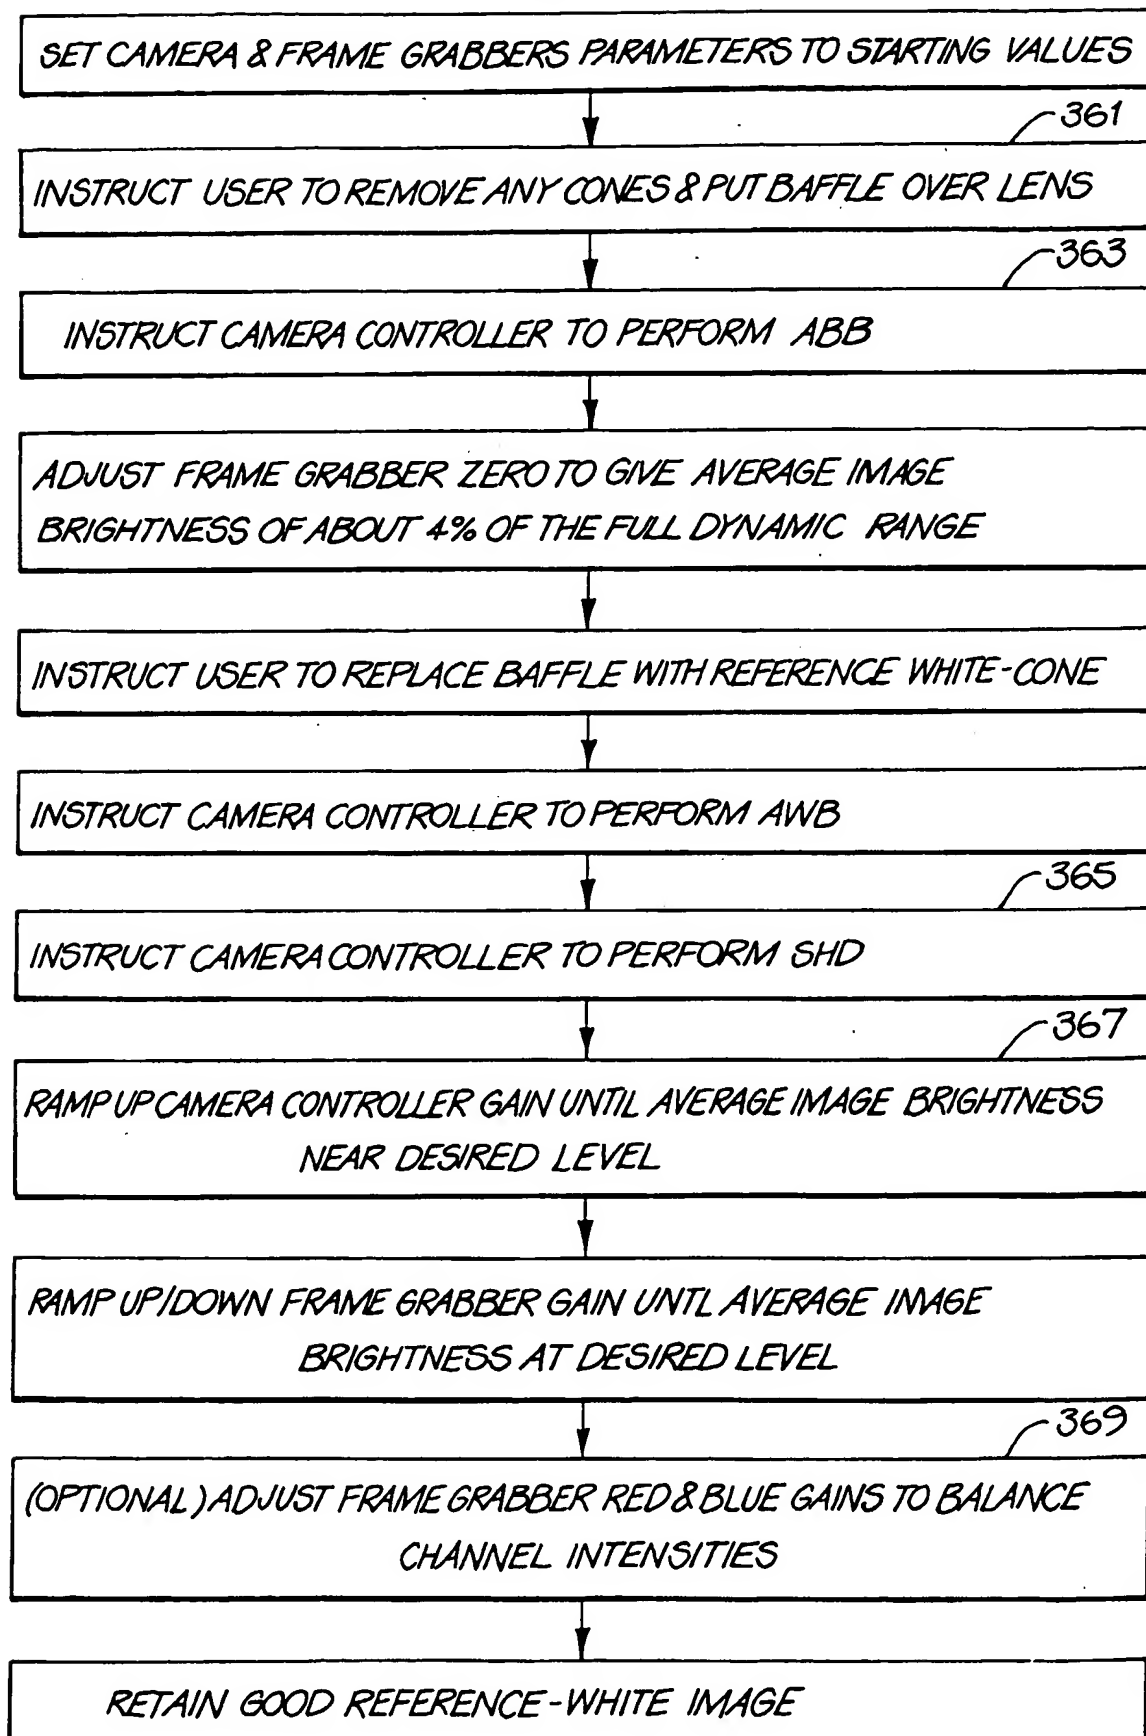 SET CAMERA & FRAME GRABBERS PARAMETERS TO STARTING VALUES
361
INSTRUCT USER TO REMOVE ANY CONES & PUT BAFFLE OVER LENS
363
INSTRUCT CAMERA CONTROLLER TO PERFORM ABB
ADJUST FRAME GRABBER ZERO TO GIVE AVERAGE IMAGE
BRIGHTNESS OF ABOUT 4% OF THE FULL DYNAMIC RANGE
INSTRUCT USER TO REPLACE BAFFLE WITH REFERENCE WHITE-CONE
INSTRUCT CAMERA CONTROLLER TO PERFORM AWB
365
INSTRUCT CAMERA CONTROLLER TO PERFORM SHD
367
RAMP UP CAMERA CONTROLLER GAIN UNTIL AVERAGE IMAGE BRIGHTNESS
NEAR DESIRED LEVEL
RAMP UP/DOWN FRAME GRABBER GAIN UNTL AVERAGE IMAGE
BRIGHTNESS AT DESIRED LEVEL
369
(OPTIONAL) ADJUST FRAME GRABBER RED & BLUE GAINS TO BALANCE
CHANNEL INTENSITIES
RETAIN GOOD REFERENCE-WHITE IMAGE